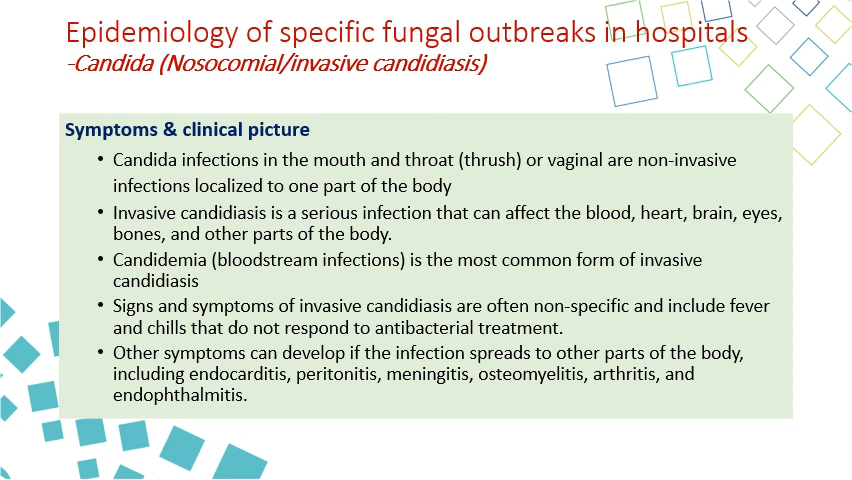 Epidemiology of specific fungal outbreaks in hospitals
-Candida (Nosocomial/invasive candidiasis)
Symptoms & clinical picture
• Candida infections in the mouth and throat (thrush) or vaginal are non-invasive
infections localized to one part of the body
• Invasive candidiasis is a serious infection that can affect the blood, heart, brain, eyes,
bones, and other parts of the body.
• Candidemia (bloodstream infections) is the most common form of invasive
candidiasis
• Signs and symptoms of invasive candidiasis are often non-specific and include fever
and chills that do not respond to antibacterial treatment.
• Other symptoms can develop if the infection spreads to other parts of the body,
including endocarditis, peritonitis, meningitis, osteomyelitis, arthritis, and
endophthalmitis.